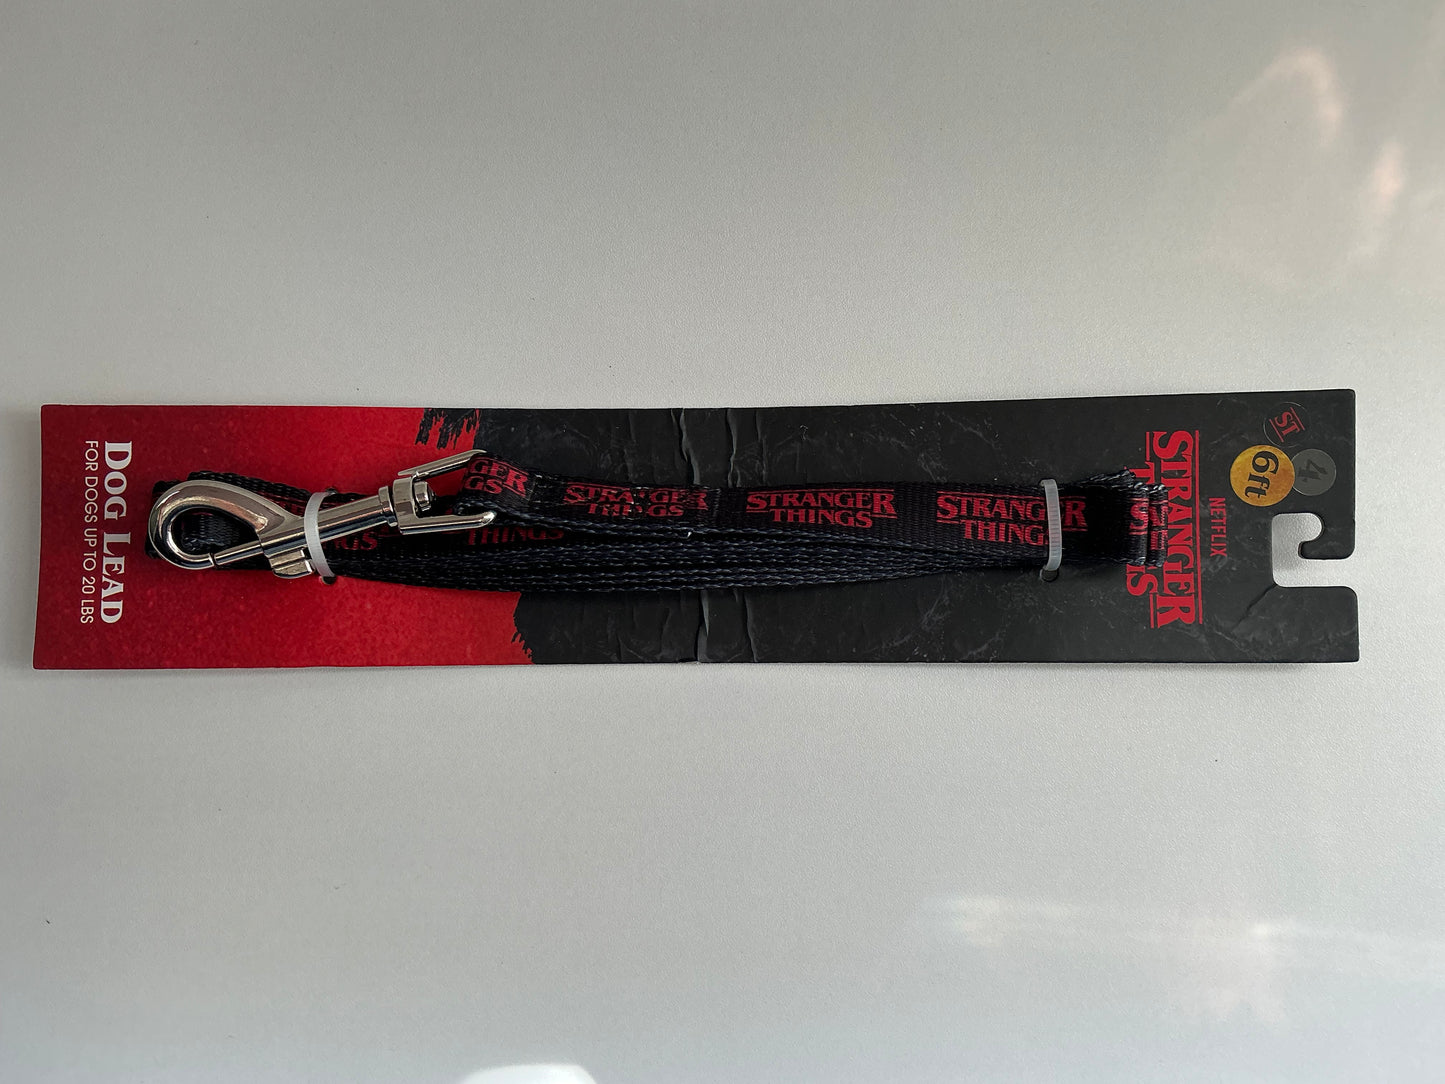 ST
4
6ft
NETFLIX
STRANGER
THINGS
STRANGER
THINGS
STRANGER
THINGS
STRANGER
THINGS
THINGS
DOG LEAD
FOR DOGS UP TO 20 LBS